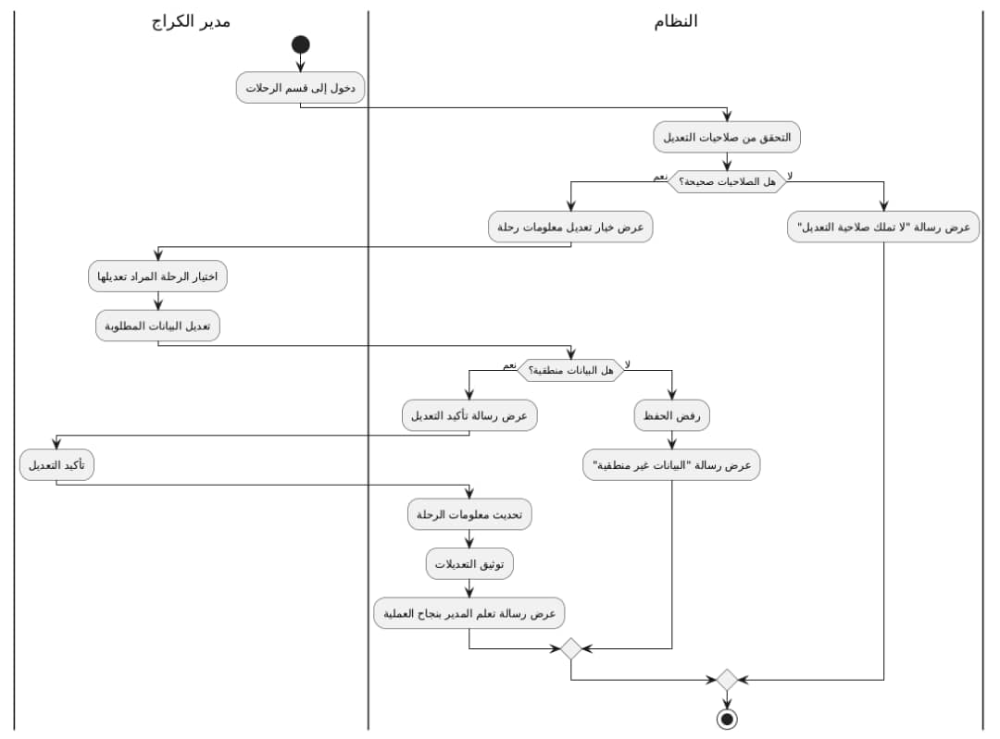 مدير الكراج
النظام
دخول إلى قسم الرحلات
التحقق من صلاحيات التعديل
هل الصلاحيات صحيحة؟
نعم
لا
عرض خيار تعديل معلومات رحلة
عرض رسالة "لا تملك صلاحية التعديل"
اختيار الرحلة المراد تعديلها
تعديل البيانات المطلوبة
هل البيانات منطقية؟
نعم
لا
عرض رسالة تأكيد التعديل
رفض الحفظ
تأكيد التعديل
عرض رسالة "البيانات غير منطقية"
تحديث معلومات الرحلة
توثيق التعديلات
عرض رسالة تعلم المدير بنجاح العملية